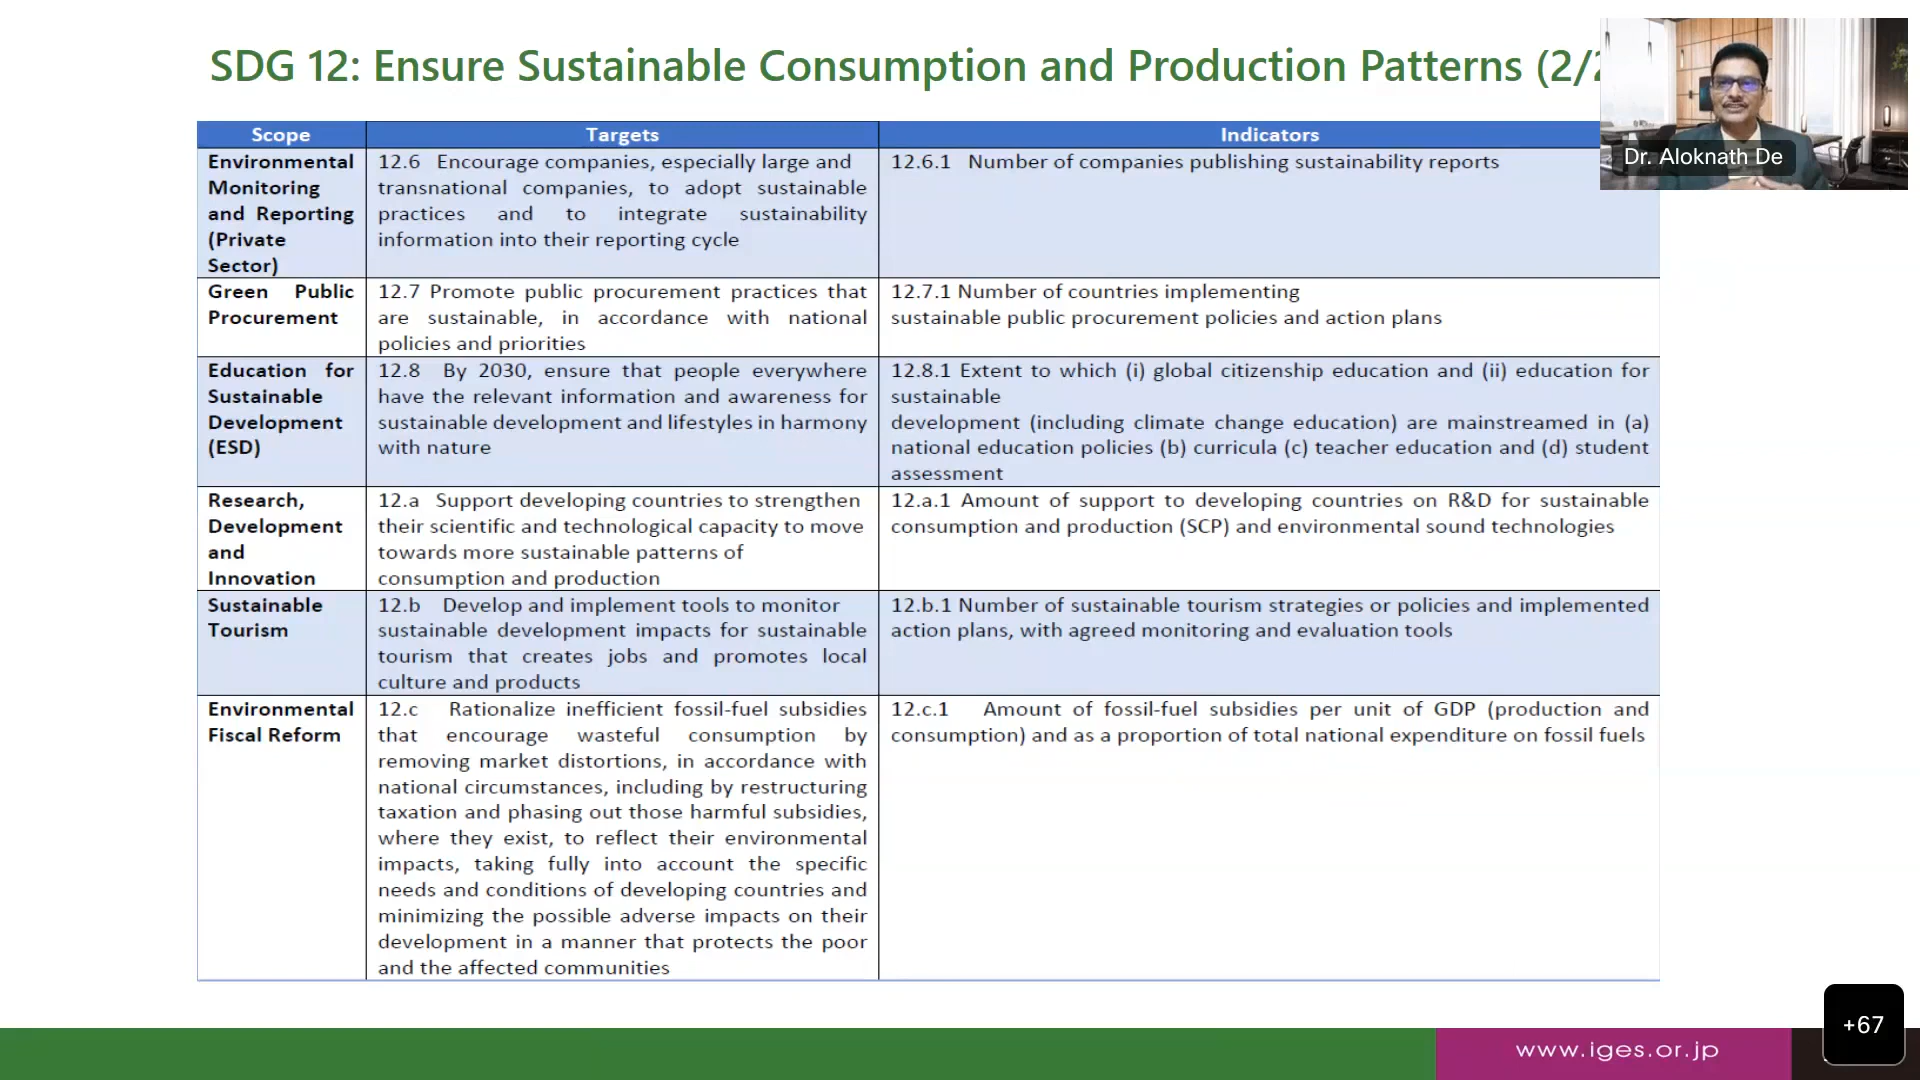 SDG 12: Ensure Sustainable Consumption and Production Patterns (2/
Dr. Aloknath De
Scope
Targets
Indicators
Environmental
Monitoring
and Reporting
(Private
Sector)
12.6 Encourage companies, especially large and
transnational companies, to adopt sustainable
practices and to integrate sustainability
information into their reporting cycle
12.6.1 Number of companies publishing sustainability reports
Green Public
Procurement
12.7 Promote public procurement practices that
are sustainable, in accordance with national
policies and priorities
12.7.1 Number of countries implementing
sustainable public procurement policies and action plans
Education for
Sustainable
Development
(ESD)
12.8 By 2030, ensure that people everywhere
have the relevant information and awareness for
sustainable development and lifestyles in harmony
with nature
12.8.1 Extent to which (i) global citizenship education and (ii) education for
sustainable
development (including climate change education) are mainstreamed in (a)
national education policies (b) curricula (c) teacher education and (d) student
assessment
Research,
Development
and
Innovation
12.a Support developing countries to strengthen
their scientific and technological capacity to move
towards more sustainable patterns of
consumption and production
12.a.1 Amount of support to developing countries on R&D for sustainable
consumption and production (SCP) and environmental sound technologies
Sustainable
Tourism
12.b Develop and implement tools to monitor
sustainable development impacts for sustainable
tourism that creates jobs and promotes local
culture and products
12.b.1 Number of sustainable tourism strategies or policies and implemented
action plans, with agreed monitoring and evaluation tools
Environmental
Fiscal Reform
12.c Rationalize inefficient fossil-fuel subsidies
that encourage wasteful consumption by
removing market distortions, in accordance with
national circumstances, including by restructuring
taxation and phasing out those harmful subsidies,
where they exist, to reflect their environmental
impacts, taking fully into account the specific
needs and conditions of developing countries and
minimizing the possible adverse impacts on their
development in a manner that protects the poor
and the affected communities
12.c.1 Amount of fossil-fuel subsidies per unit of GDP (production and
consumption) and as a proportion of total national expenditure on fossil fuels
www.iges.or.jp
+67